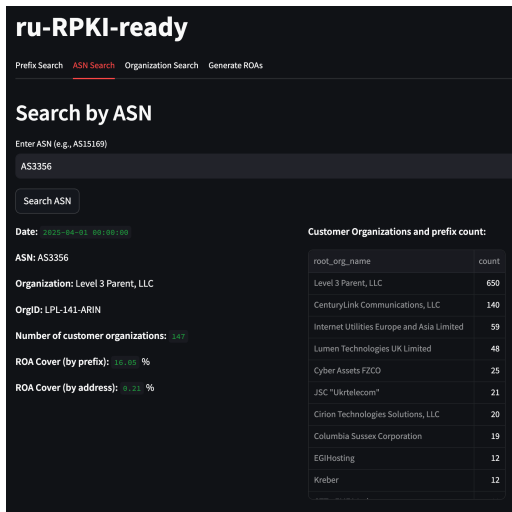 ru-RPKI-ready
Prefix Search ASN Search Organization Search Generate ROAs
Search by ASN
Enter ASN (e.g., AS15169)
AS3356
Search ASN
Date: 2025-04-01 00:00:00
ASN: AS3356
Organization: Level 3 Parent, LLC
OrgID: LPL-141-ARIN
Number of customer organizations: 147
ROA Cover (by prefix): 16.05 %
ROA Cover (by address): 0.21 %
Customer Organizations and prefix count:
root_org_name count
Level 3 Parent, LLC 650
CenturyLink Communications, LLC 140
Internet Utilities Europe and Asia Limited 59
Lumen Technologies UK Limited 48
Cyber Assets FZCO 25
JSC "Ukrtelecom" 21
Cirion Technologies Solutions, LLC 20
Columbia Sussex Corporation 19
EGIHosting 12
Kreber 12